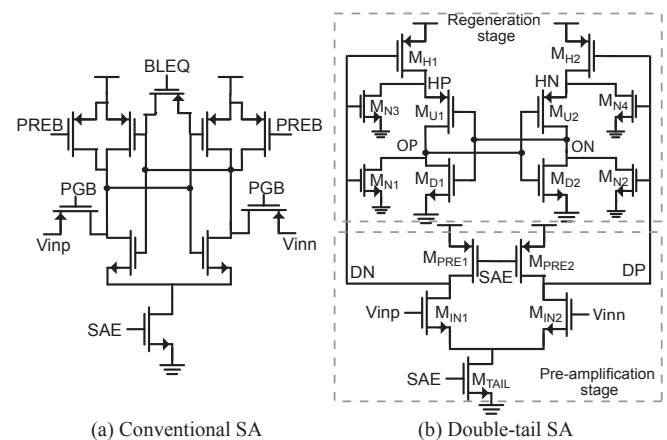 BLEQ
PREB
PREB
PGB
PGB
Vinp
Vinn
SAE
(a) Conventional SA
Regeneration
stage
MH1
MH2
HP
HN
MN3
MU1
MU2
MN4
OP
ON
MN1
MD1
MD2
MN2
MPRE1
SAE
MPRE2
DN
DP
Vinp
MIN1
MIN2
Vinn
SAE
MTAIL
Pre-amplification
stage
(b) Double-tail SA